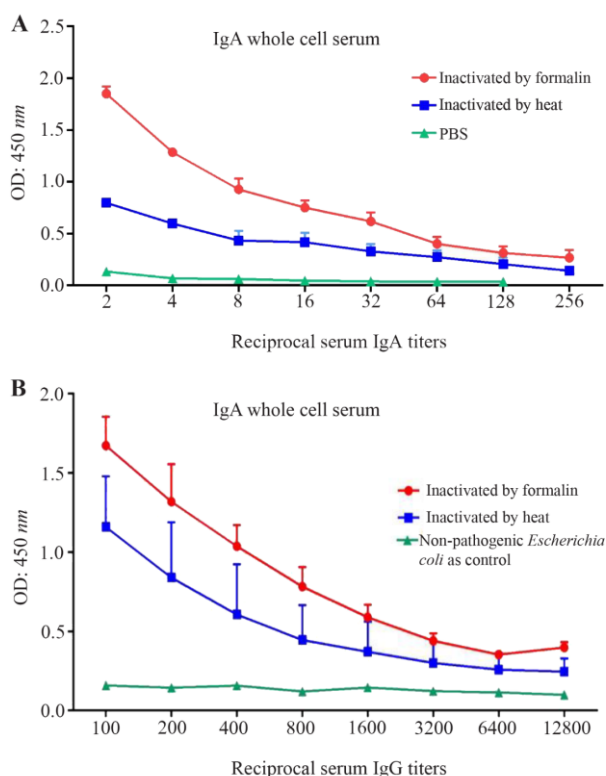 A
IgA whole cell serum
2.5
2.0
1.5
1.0
0.5
0.0
OD: 450 nm
Inactivated by formalin
Inactivated by heat
PBS
2 4 8 16 32 64 128 256
Reciprocal serum IgA titers
B
IgA whole cell serum
2.0
1.5
1.0
0.5
0.0
OD: 450 nm
Inactivated by formalin
Inactivated by heat
Non-pathogenic Escherichia
coli as control
100 200 400 800 1600 3200 6400 12800
Reciprocal serum IgG titers